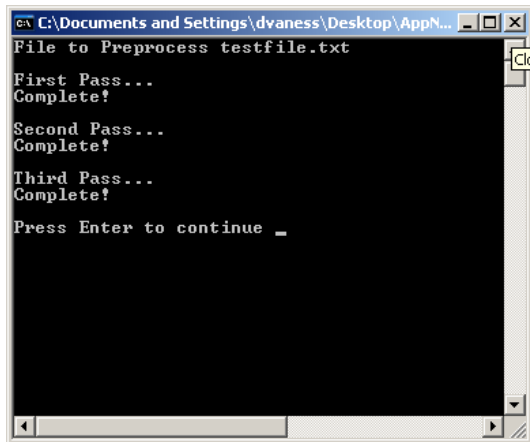 C:\Documents and Settings\dvaness\Desktop\AppN...
File to Preprocess testfile.txt
First Pass...
Complete!
Second Pass...
Complete!
Third Pass...
Complete!
Press Enter to continue _